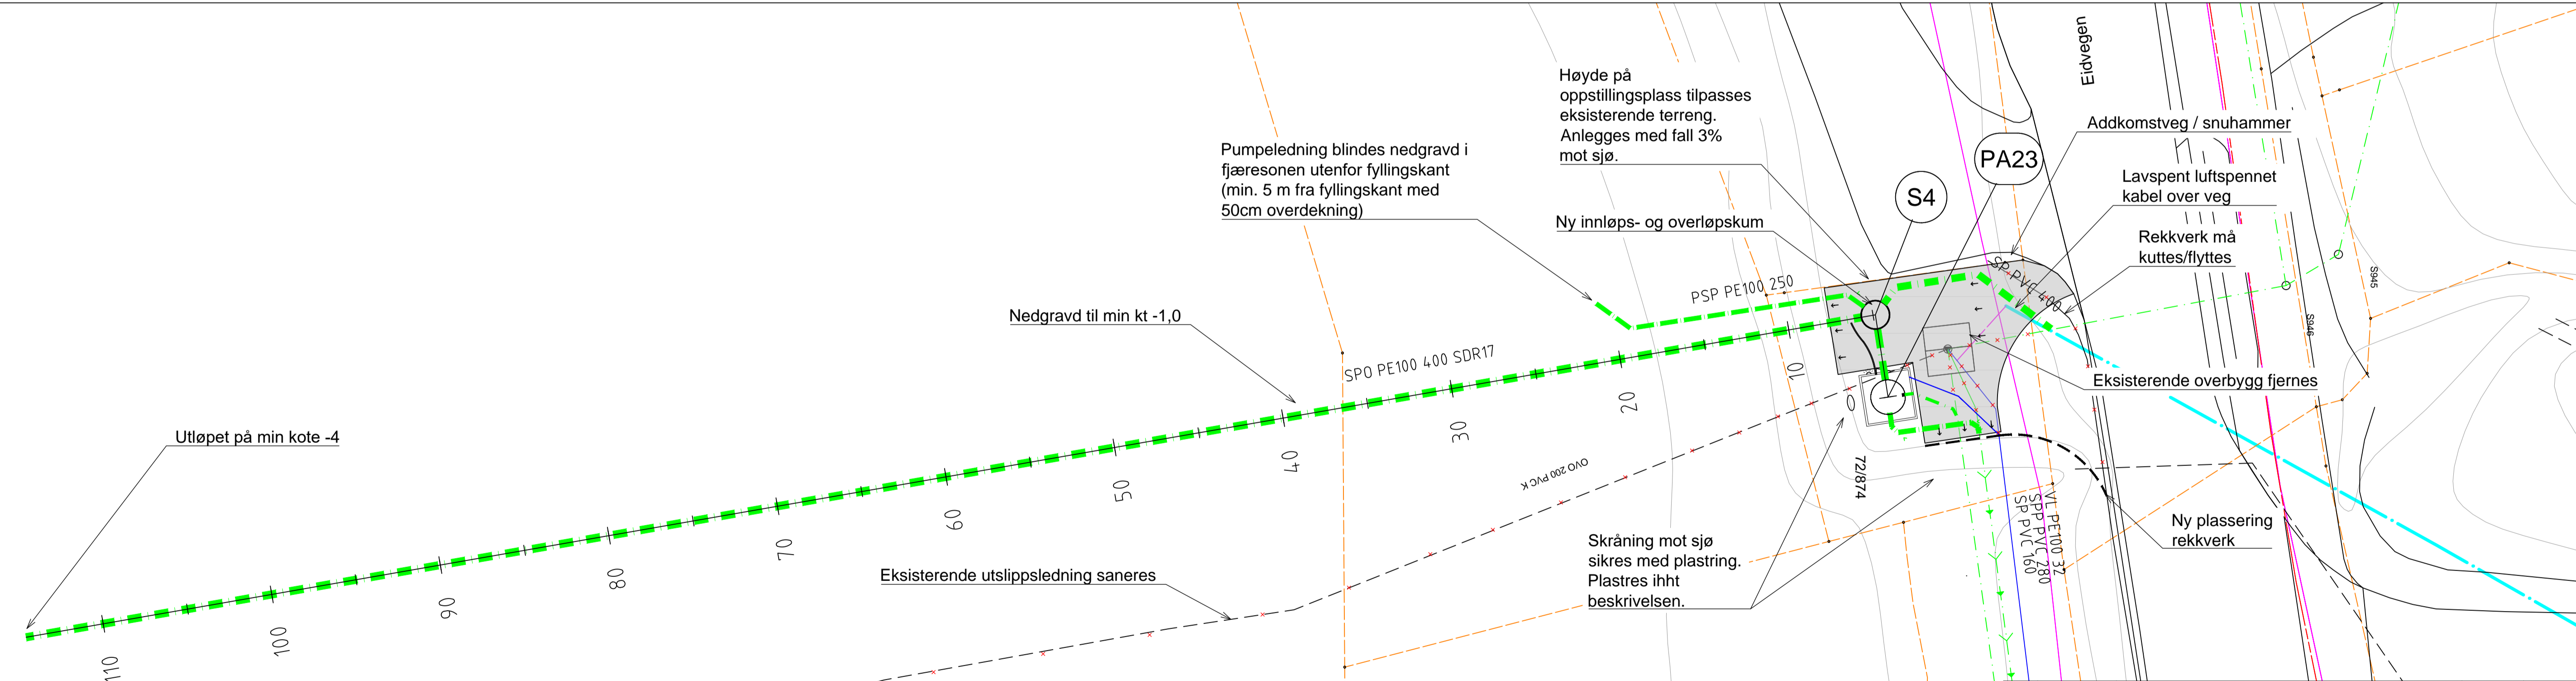 Eidvegen
Høyde på
oppstillingsplass tilpasses
eksisterende terreng.
Anlegges med fall 3%
mot sjø.
Addkomstveg / snuhammer
PA23
Pumpeledning blindes nedgravd i
fjæresonen utenfor fyllingskant
(min. 5 m fra fyllingskant med
50cm overdekning)
Lavspent luftspennet
kabel over veg
S4
Ny innløps- og overløpskum
Rekkverk må
kuttes/flyttes
SP PVC 400
S945
PSP PE100 250
Nedgravd til min kt -1,0
S946
SPO PE100 400 SDR17
10
20
30
40
50
60
70
80
90
100
110
Eksisterende overbygg fjernes
Utløpet på min kote -4
OVO 200 PVC K
72/874
VL PE100 32
SPP PVC 280
SP PVC 160
Ny plassering
rekkverk
Skråning mot sjø
sikres med plastring.
Plastres ihht
beskrivelsen.
Eksisterende utslippsledning saneres